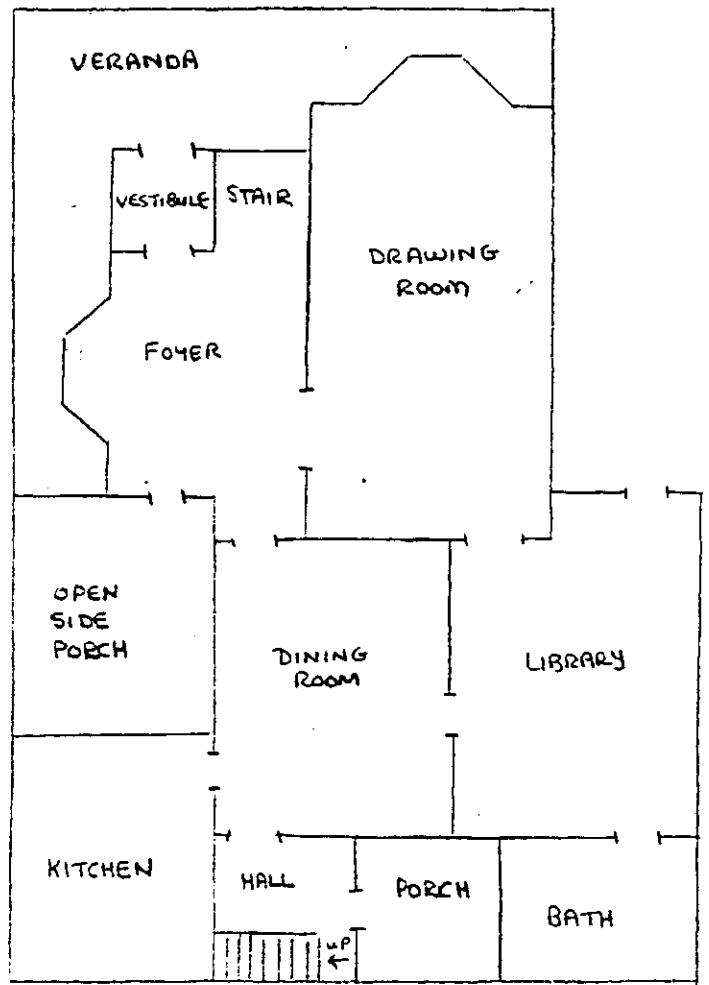 VERANDA
VESTIBULE
STAIR
DRAWING
ROOM
FOYER
OPEN
SIDE
PORCH
DINING
ROOM
LIBRARY
KITCHEN
HALL
PORCH
BATH
UP